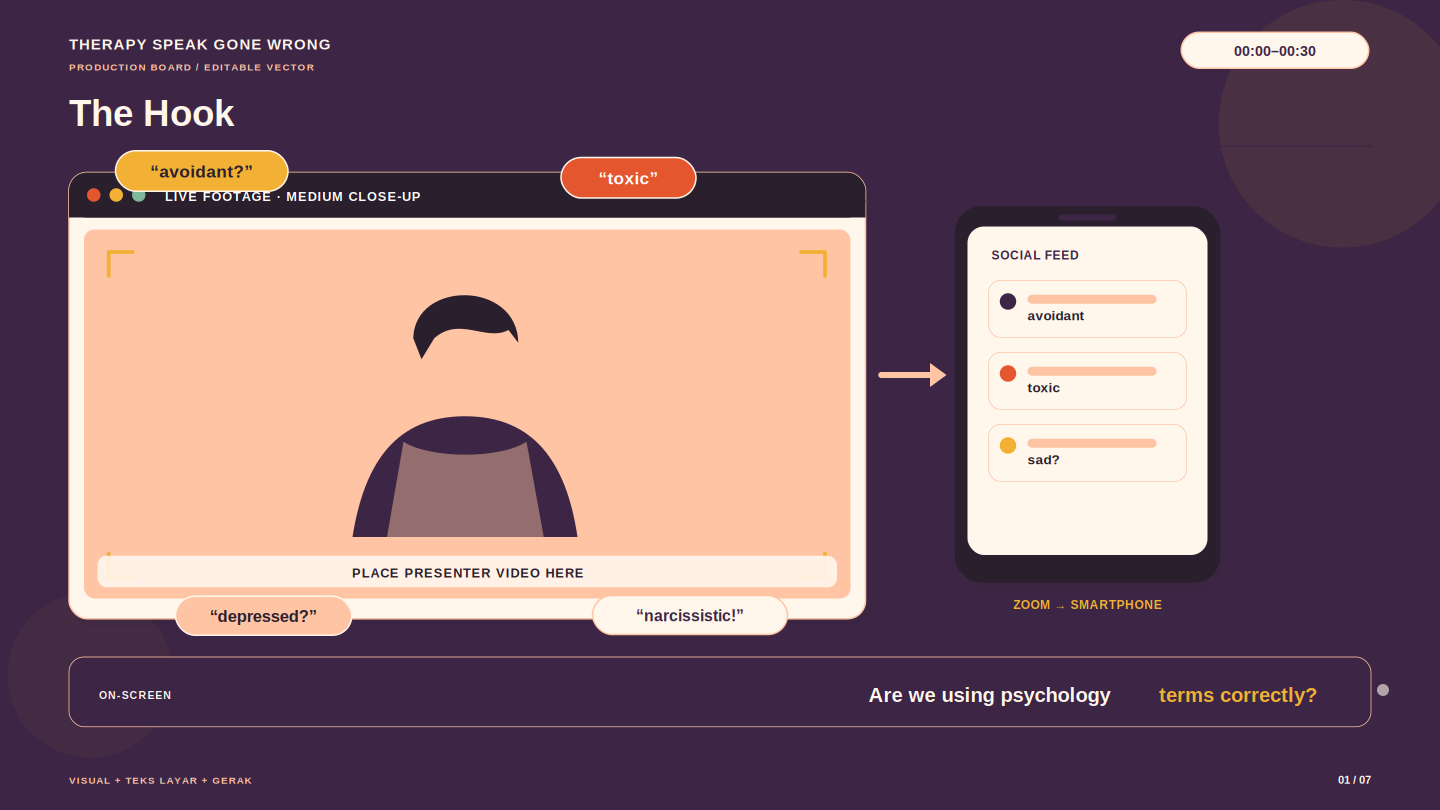 THERAPY SPEAK GONE WRONG
PRODUCTION BOARD / EDITABLE VECTOR
00:00–00:30
The Hook
“avoidant?”
“toxic”
LIVE FOOTAGE · MEDIUM CLOSE-UP
SOCIAL FEED
avoidant
toxic
sad?
PLACE PRESENTER VIDEO HERE
“depressed?”
“narcissistic!”
ZOOM → SMARTPHONE
ON-SCREEN
Are we using psychology terms correctly?
VISUAL + TEKS LAYAR + GERAK
01 / 07